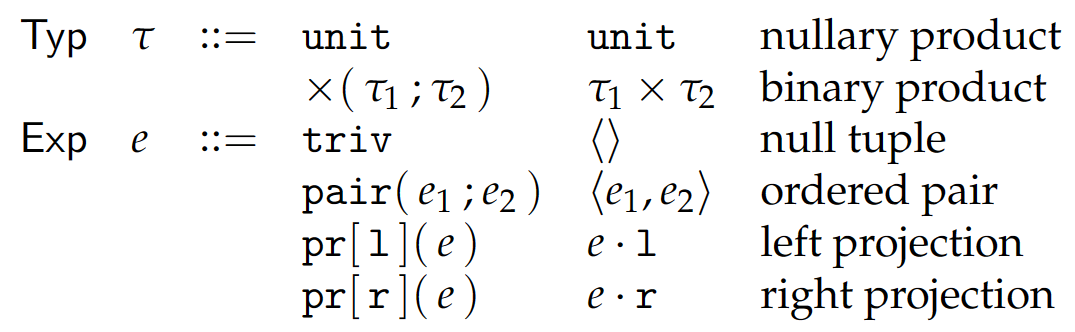 Typ τ ::= unit unit nullary product
×( τ₁ ; τ₂ ) τ₁ × τ₂ binary product
Exp e ::= triv ⟨⟩ null tuple
pair( e₁ ; e₂ ) ⟨e₁, e₂⟩ ordered pair
pr[ l ]( e ) e · l left projection
pr[ r ]( e ) e · r right projection